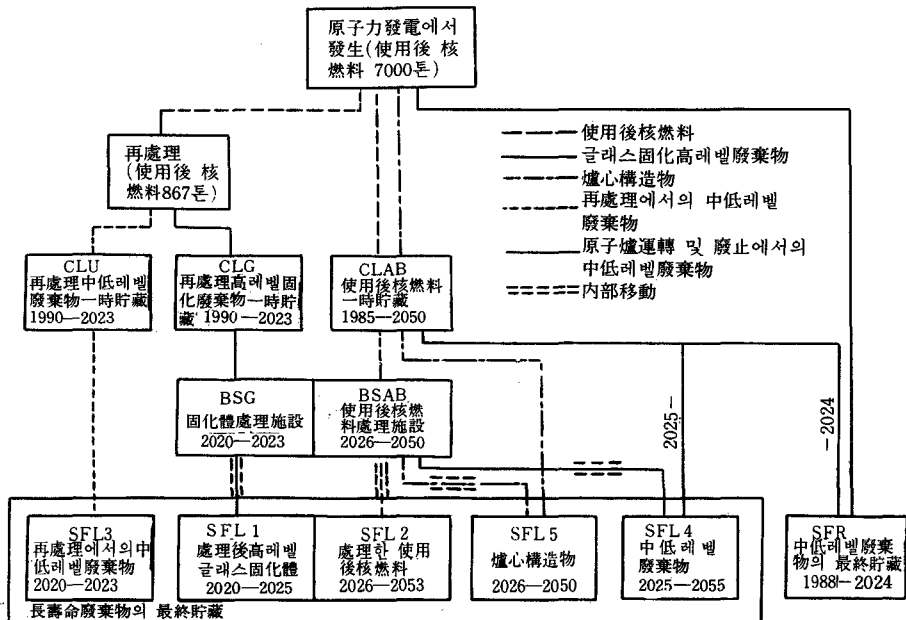 原子力發電에서
發生(使用後 核
燃料 7000톤)
再處理
(使用後 核
燃料867톤)
使用後核燃料
글래스固化高레벨廢棄物
爐心構造物
再處理에서의 中低레벨
廢棄物
原子爐運轉 및 廢止에서의
中低레벨廢棄物
內部移動
CLU
再處理中低레벨
廢棄物一時貯藏
1990—2023
CLG
再處理高레벨固
化廢棄物一時貯
藏 1990—2023
CLAB
使用後核燃料
一時貯藏
1985—2050
BSG
固化體處理施設
2020—2023
BSAB
使用後核燃
料處理施設
2026—2050
2025—
—2024
SFL3
再處理에서의中
低레벨廢棄物
2020—2023
SFL1
處理後高레벨
글래스固化體
2020—2025
SFL2
處理한 使用
後核燃料
2026—2053
SFL5
爐心構造物
2026—2050
SFL4
中低레벨
廢棄物
2025—2055
SFR
中低레벨廢棄
物의 最終貯藏
1988—2024
長壽命廢棄物의 最終貯藏